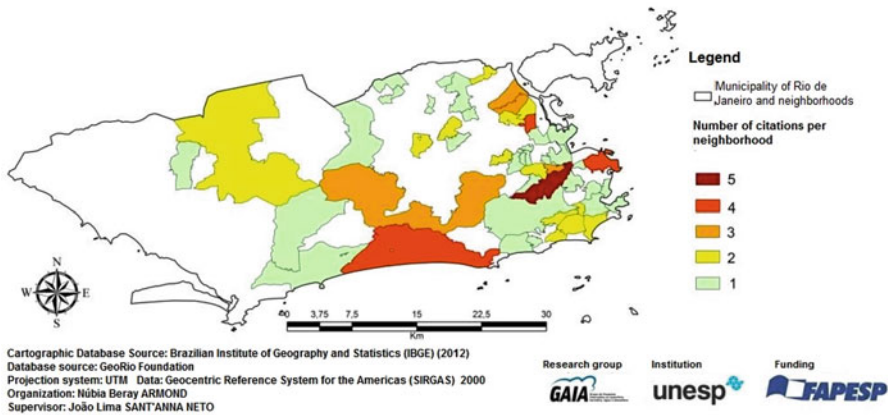 Legend
Municipality of Rio de
Janeiro and neighborhoods
Number of citations per
neighborhood
5
4
3
2
1
N
W E
S
0 3,75 7,5 15 22,5 30
Km
Cartographic Database Source: Brazilian Institute of Geography and Statistics (IBGE) (2012)
Database source: GeoRio Foundation
Projection system: UTM Data: Geocentric Reference System for the Americas (SIRGAS) 2000
Organization: Núbia Beray ARMOND
Supervisor: João Lima SANT'ANNA NETO
Research group
Institution
Funding
GAIA
unesp
FAPESP